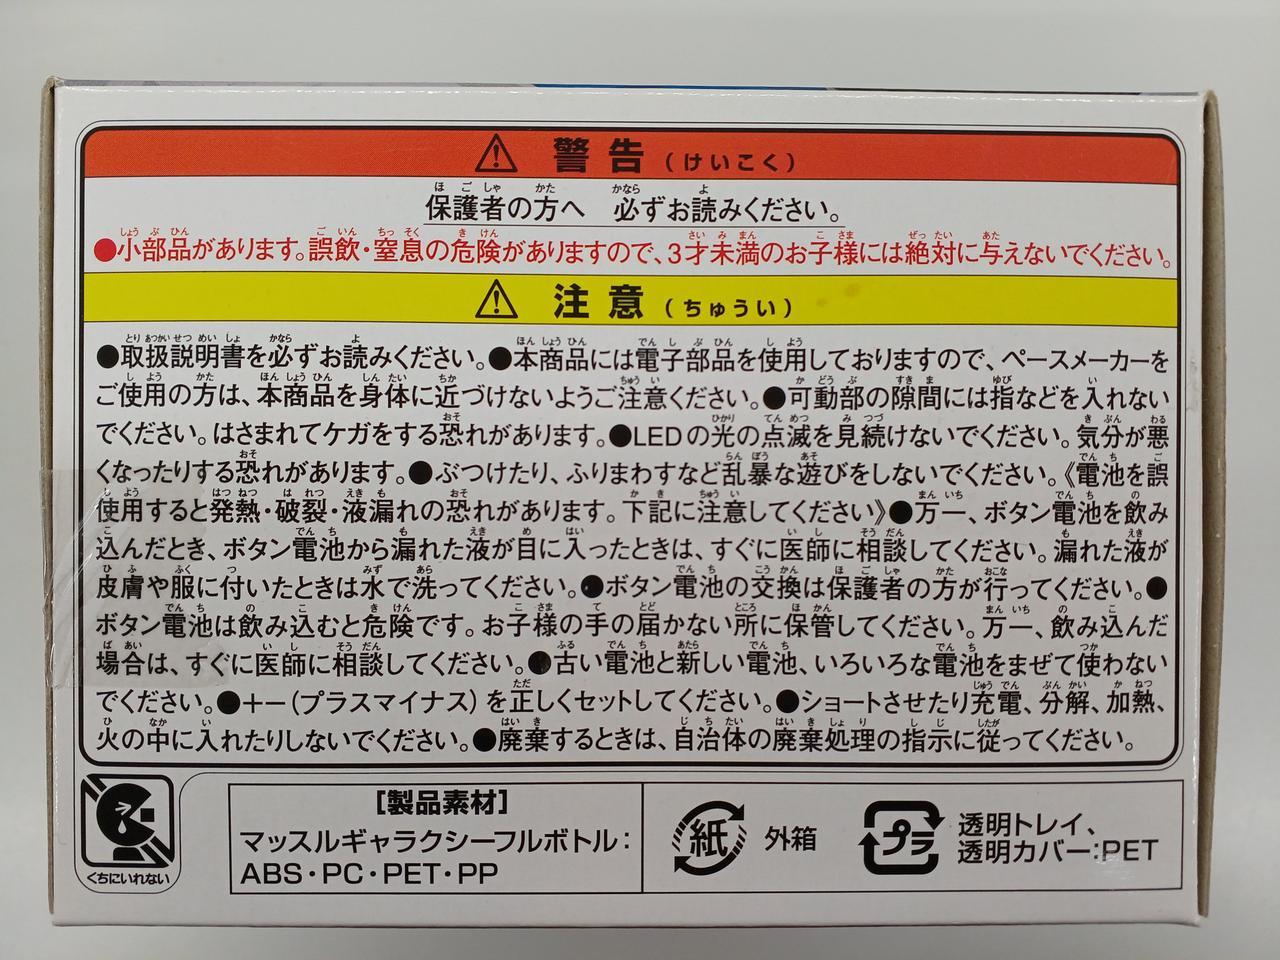 ⚠ 警告（けいこく）
保護者の方へ　必ずお読みください。
●小部品があります。誤飲・窒息の危険がありますので、3才未満のお子様には絶対に与えないでください。
⚠ 注意（ちゅうい）
●取扱説明書を必ずお読みください。●本商品には電子部品を使用しておりますので、ペースメーカーを
ご使用の方は、本商品を身体に近づけないようご注意ください。●可動部の隙間には指などを入れない
でください。はさまれてケガをする恐れがあります。●LEDの光の点滅を見続けないでください。気分が悪
くなったりする恐れがあります。●ぶつけたり、ふりまわすなど乱暴な遊びをしないでください。《電池を誤
使用すると発熱・破裂・液漏れの恐れがあります。下記に注意してください》●万一、ボタン電池を飲み
込んだとき、ボタン電池から漏れた液が目に入ったときは、すぐに医師に相談してください。漏れた液が
皮膚や服に付いたときは水で洗ってください。●ボタン電池の交換は保護者の方が行ってください。●
ボタン電池は飲み込むと危険です。お子様の手の届かない所に保管してください。万一、飲み込んだ
場合は、すぐに医師に相談してください。●古い電池と新しい電池、いろいろな電池をまぜて使わない
でください。●＋－（プラスマイナス）を正しくセットしてください。●ショートさせたり充電、分解、加熱、
火の中に入れたりしないでください。●廃棄するときは、自治体の廃棄処理の指示に従ってください。
くちにいれない
［製品素材］
マッスルギャラクシーフルボトル：
ABS・PC・PET・PP
紙 外箱
プラ 透明トレイ、
透明カバー：PET